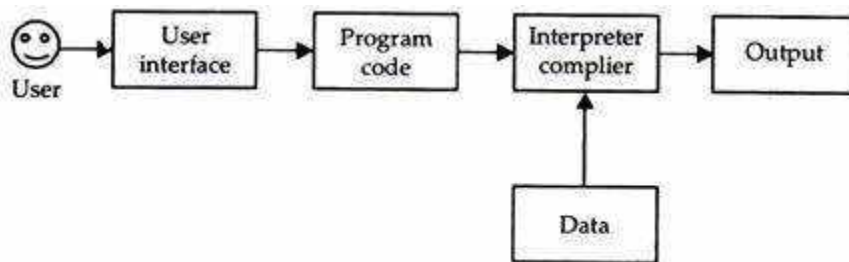 User
User
interface
Program
code
Interpreter
complier
Output
Data